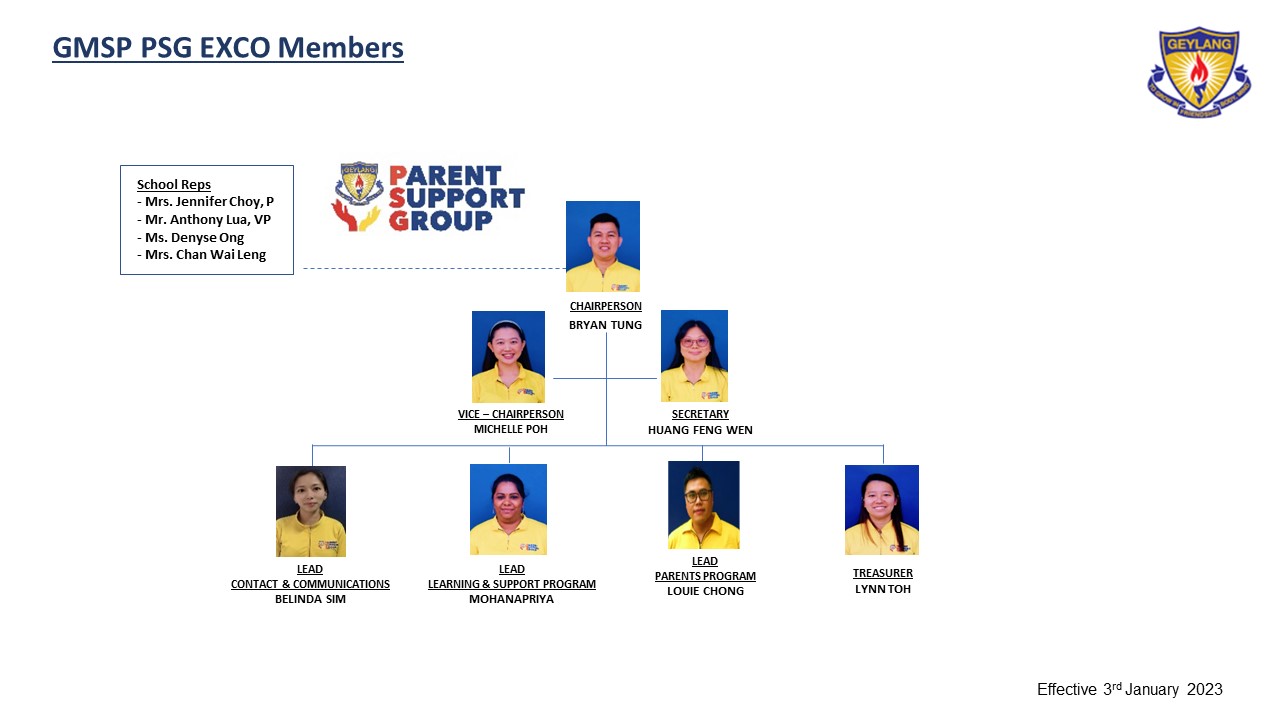 GMSP PSG EXCO Members
GEYLANG
School Reps
- Mrs. Jennifer Choy, P
- Mr. Anthony Lua, VP
- Ms. Denyse Ong
- Mrs. Chan Wai Leng
GEYLANG
PARENT
SUPPORT
GROUP
CHAIRPERSON
BRYAN TUNG
VICE – CHAIRPERSON
MICHELLE POH
SECRETARY
HUANG FENG WEN
LEAD
CONTACT & COMMUNICATIONS
BELINDA SIM
LEAD
LEARNING & SUPPORT PROGRAM
MOHANAPRIYA
LEAD
PARENTS PROGRAM
LOUIE CHONG
TREASURER
LYNN TOH
Effective 3rd January 2023